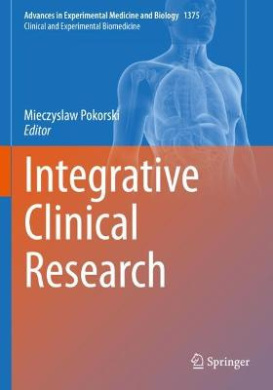 Advances in Experimental Medicine and Biology 1375
Clinical and Experimental Biomedicine
Mieczyslaw Pokorski
Editor
Integrative
Clinical
Research
Springer